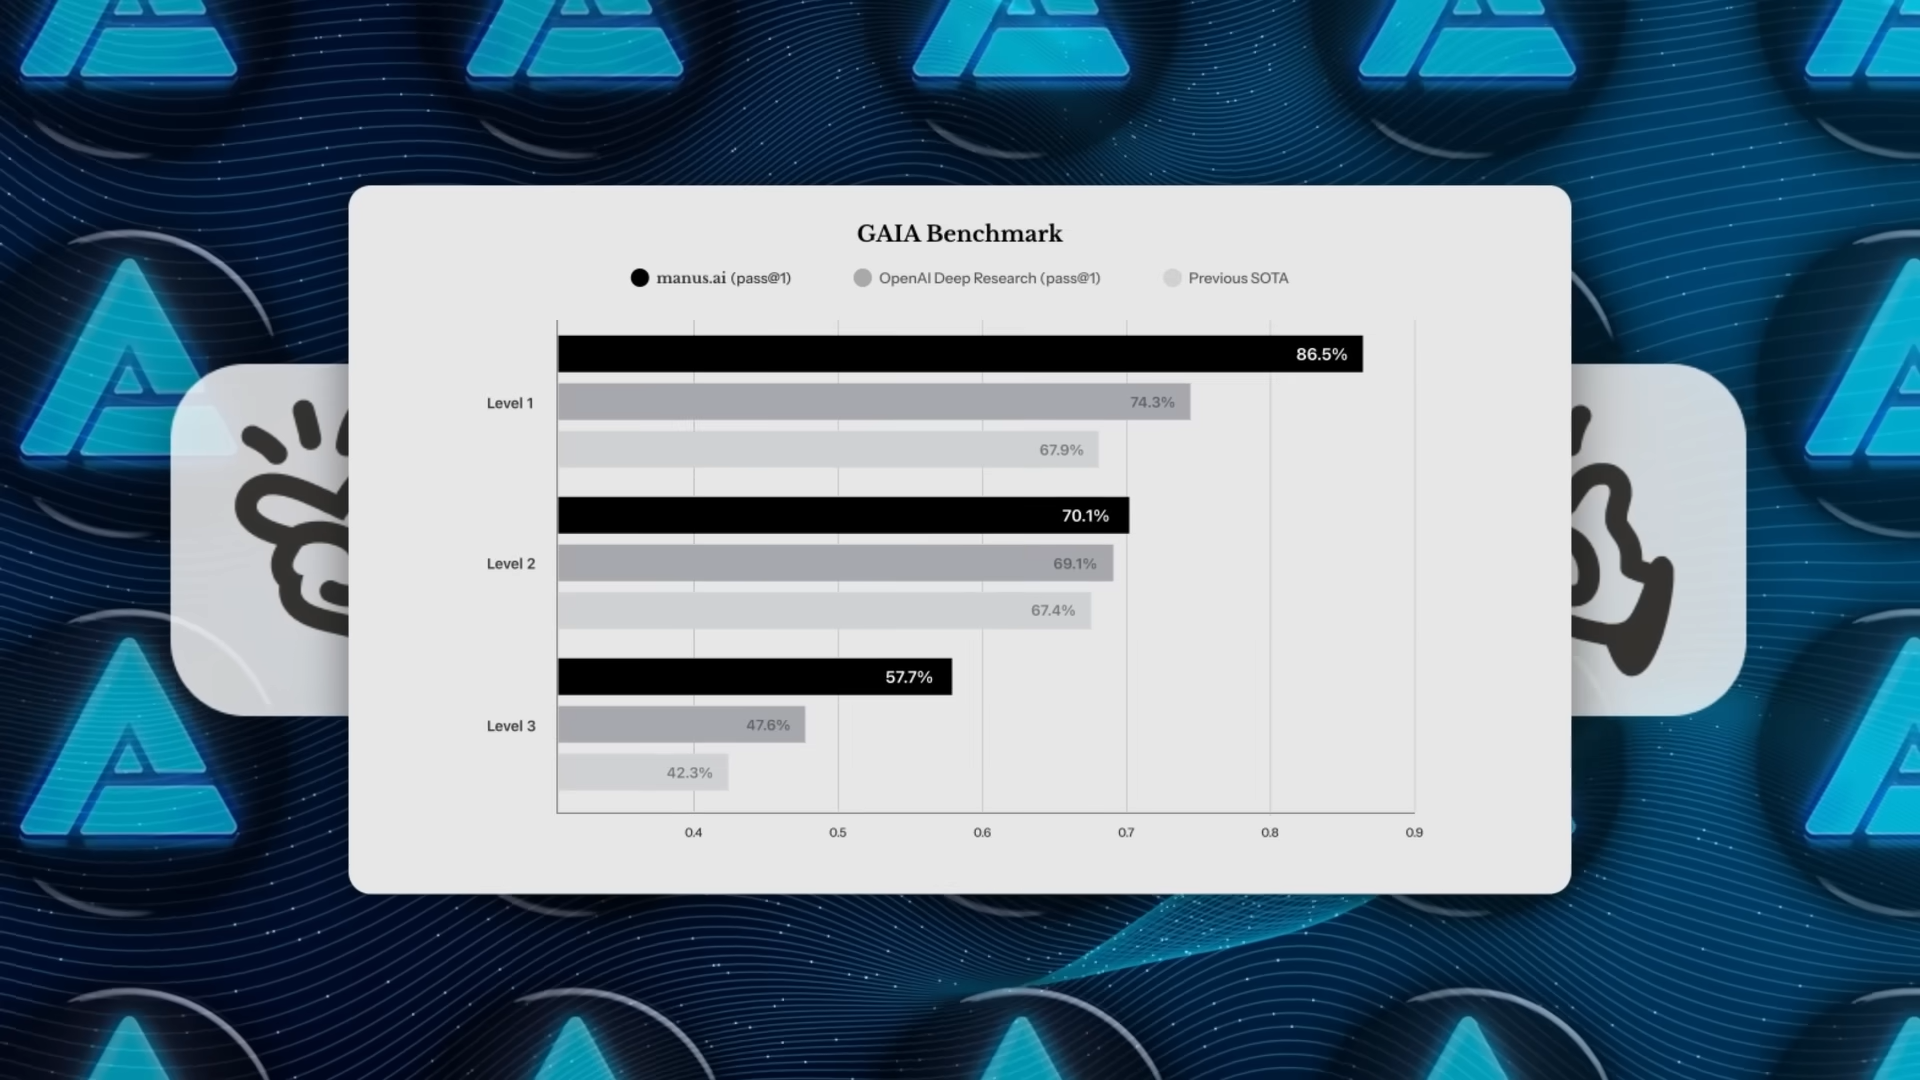 GAIA Benchmark
manus.ai (pass@1) OpenAI Deep Research (pass@1) Previous SOTA
86.5%
Level 1 74.3%
67.9%
70.1%
Level 2 69.1%
67.4%
57.7%
Level 3 47.6%
42.3%
0.4 0.5 0.6 0.7 0.8 0.9